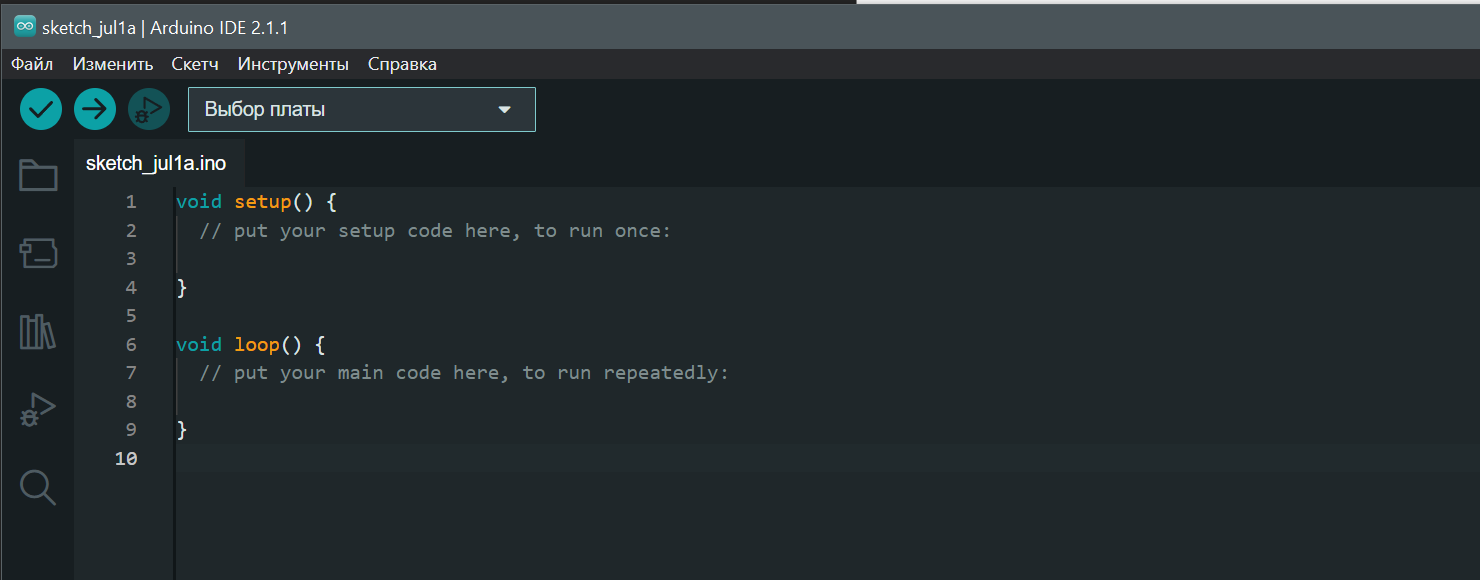 sketch_jul1a | Arduino IDE 2.1.1
Файл Изменить Скетч Инструменты Справка
Выбор платы
sketch_jul1a.ino
1 void setup() {
2 // put your setup code here, to run once:
3
4 }
5
6 void loop() {
7 // put your main code here, to run repeatedly:
8
9 }
10